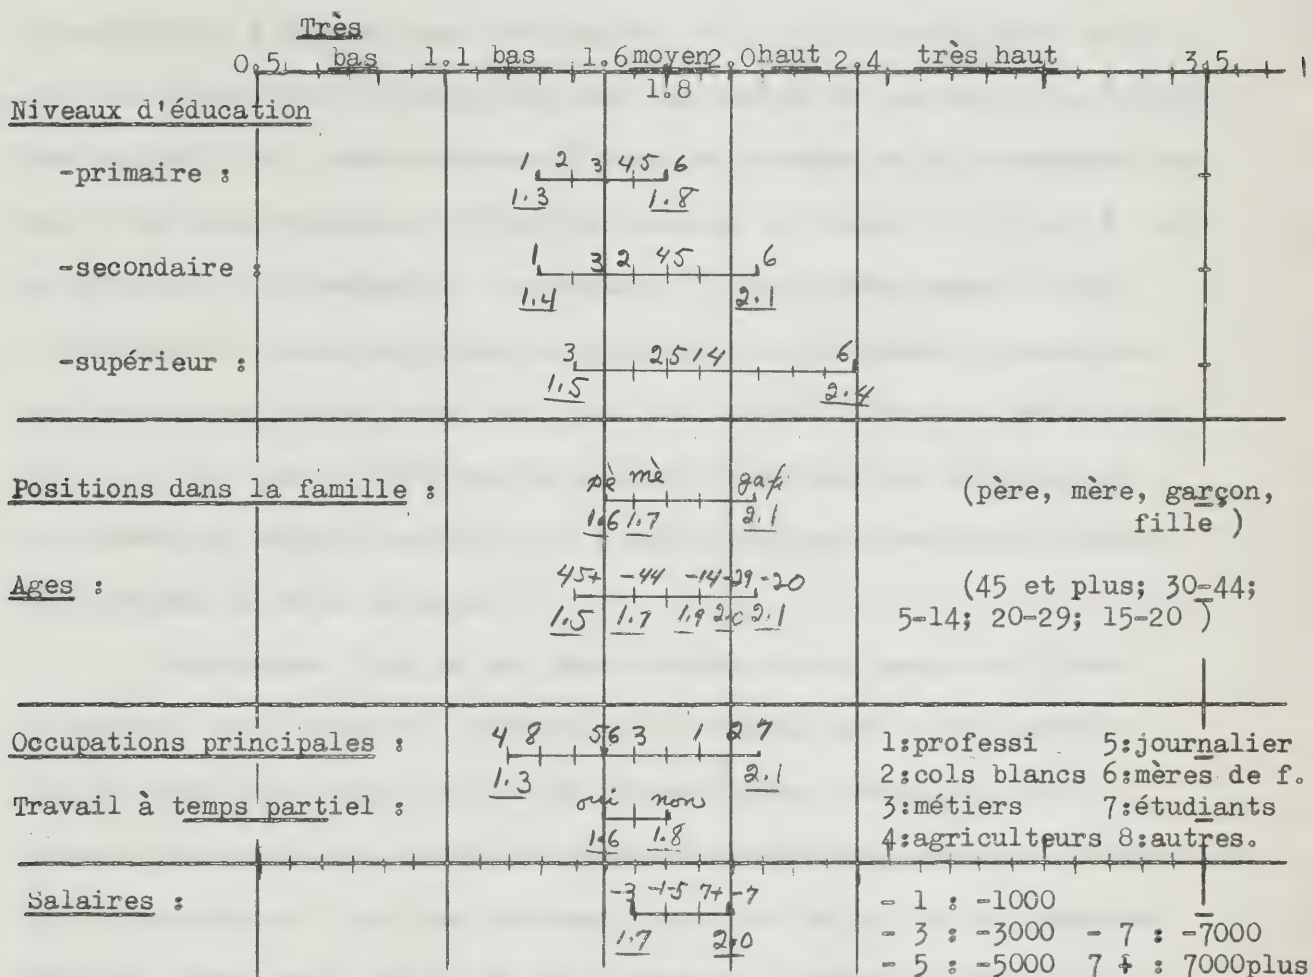 Très
0.5 bas 1.1 bas 1.6 moyen 2.0 haut 2.4 très haut 3.5
1.8
Niveaux d'éducation
-primaire : 1 2 3 4 5 6
1.3 1.8
-secondaire : 1 3 2 4 5 6
1.4 2.1
-supérieur : 3 2 5 1 4 6
1.5 2.4
Positions dans la famille : pè mè gafi (père, mère, garçon,
1.6 1.7 2.1 fille )
Ages : 45+ -44 -14 -29 -20 (45 et plus; 30-44;
1.5 1.7 1.9 2.0 2.1 5-14; 20-29; 15-20 )
Occupations principales : 4 8 5 6 3 1 2 7
1.3 2.1
1:professi 5:journalier
2:cols blancs 6:mères de f.
Travail à temps partiel : oui non
1.6 1.8
3:métiers 7:étudiants
4:agriculteurs 8:autres.
Salaires : -3 -1-5 7+ -7
1.7 2.0
- 1 : -1000
- 3 : -3000 - 7 : -7000
- 5 : -5000 7 + : 7000plus